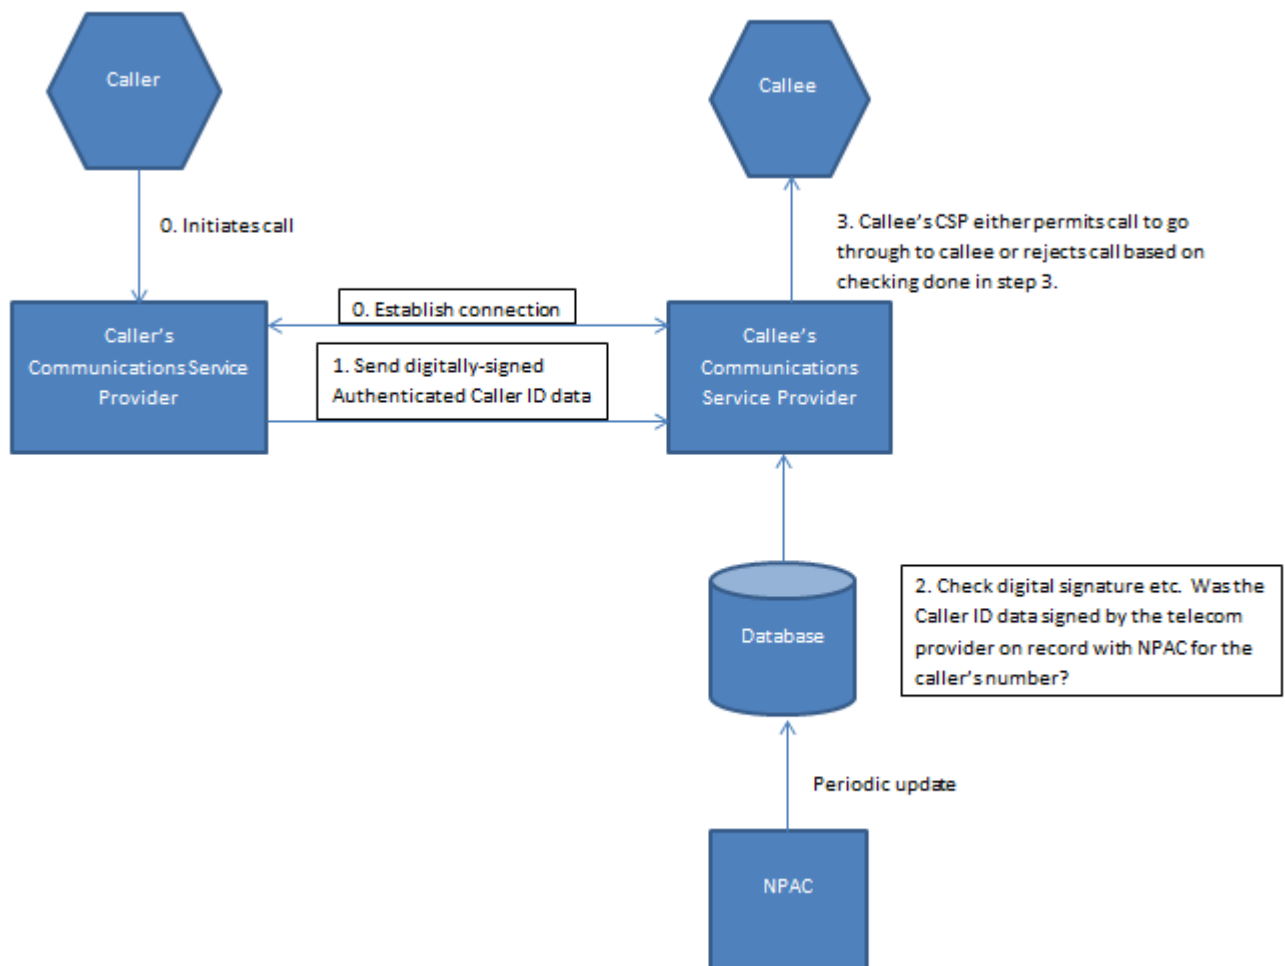 Caller
Callee
0. Initiates call
3. Callee's CSP either permits call to go
through to callee or rejects call based on
checking done in step 3.
0. Establish connection
Caller's
Communications Service
Provider
1. Send digitally-signed
Authenticated Caller ID data
Callee's
Communications
Service Provider
Database
2. Check digital signature etc.  Was the
Caller ID data signed by the telecom
provider on record with NPAC for the
caller's number?
Periodic update
NPAC